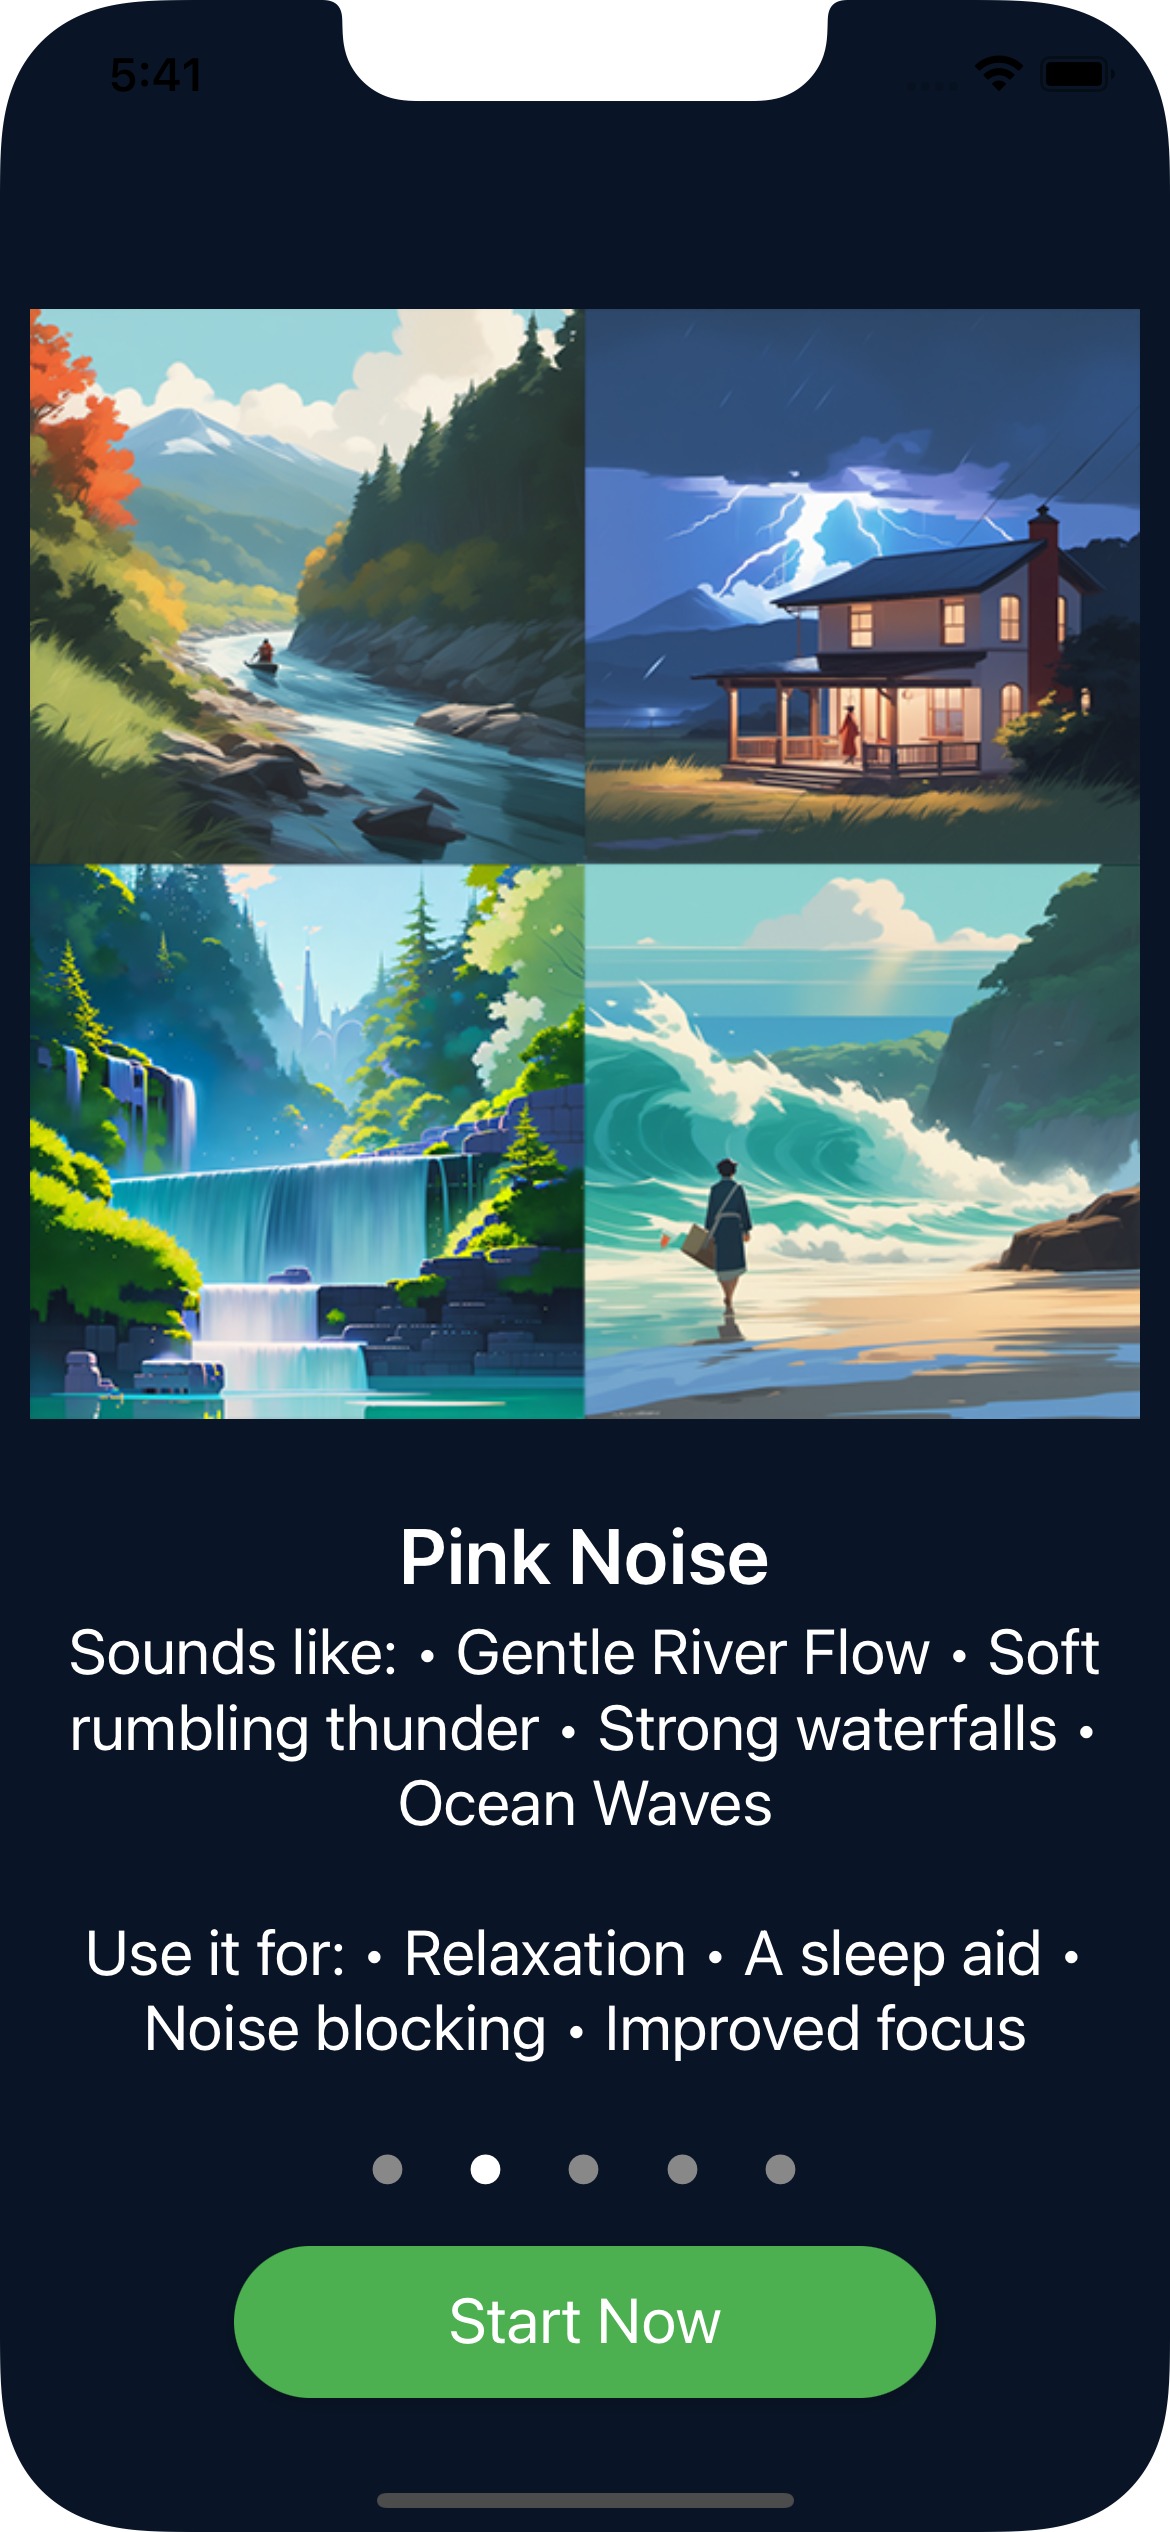 5:41
Pink Noise
Sounds like: • Gentle River Flow • Soft
rumbling thunder • Strong waterfalls •
Ocean Waves
Use it for: • Relaxation • A sleep aid •
Noise blocking • Improved focus
Start Now